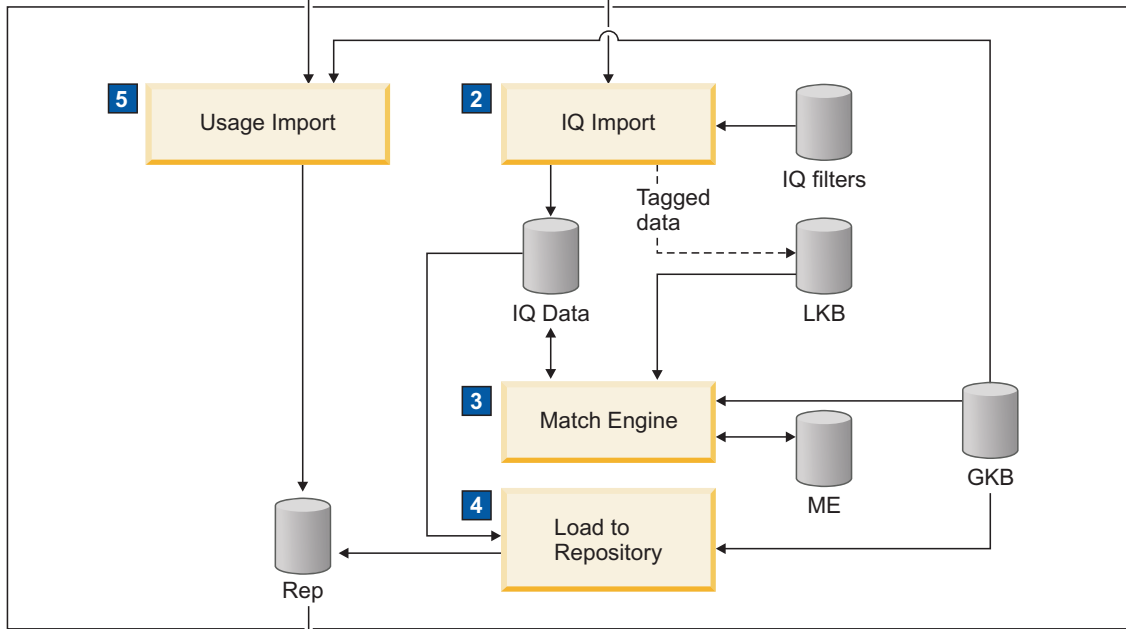 5
Usage Import
2
IQ Import
IQ filters
Tagged
data
IQ Data
LKB
3
Match Engine
ME
GKB
4
Load to
Repository
Rep